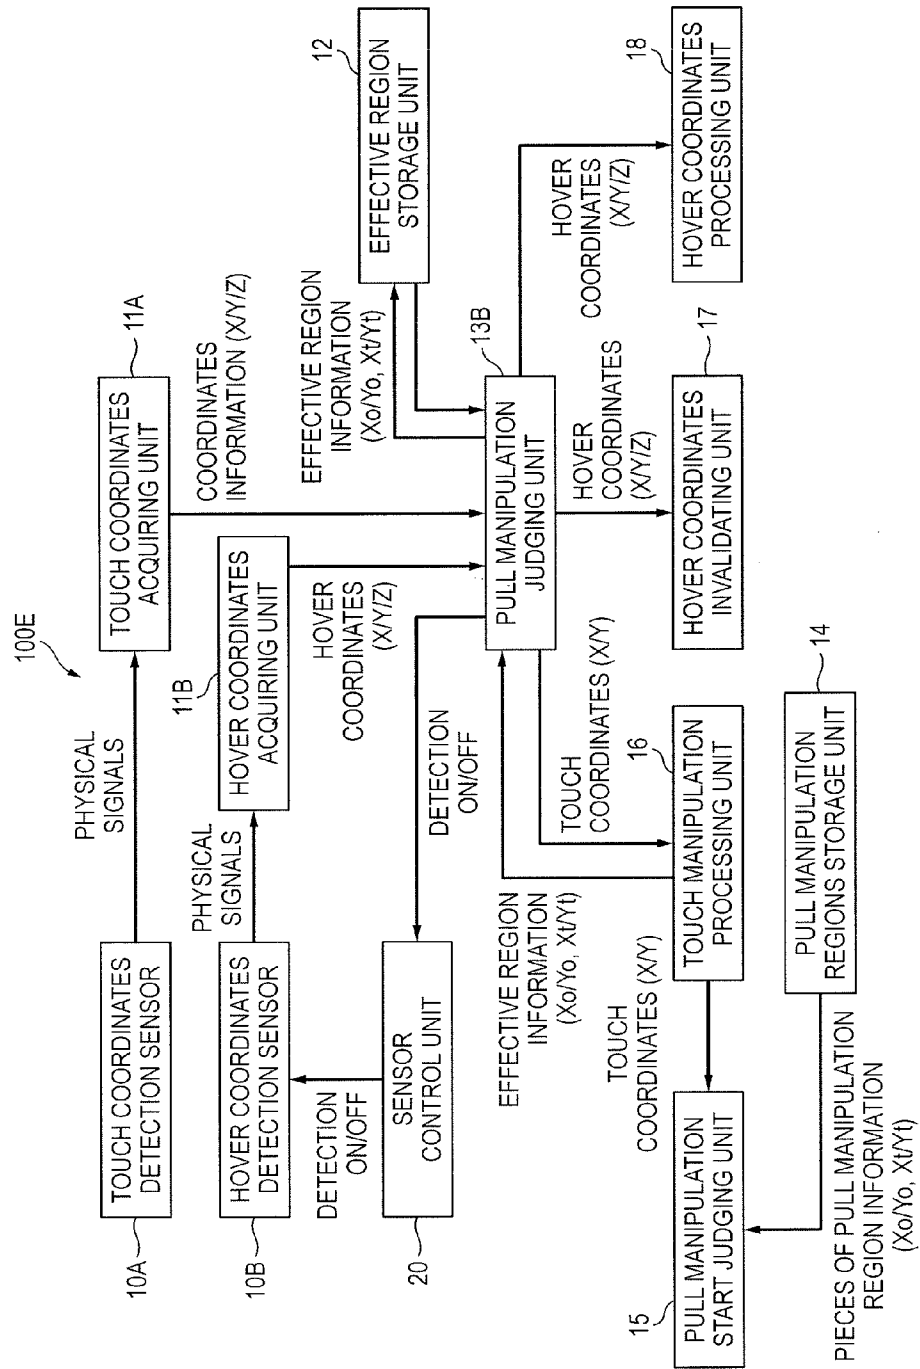 100E
10A
TOUCH COORDINATES
DETECTION SENSOR
PHYSICAL
SIGNALS
TOUCH COORDINATES
ACQUIRING UNIT
11A
COORDINATES
INFORMATION (X/Y/Z)
10B
HOVER COORDINATES
DETECTION SENSOR
PHYSICAL
SIGNALS
11B
HOVER COORDINATES
ACQUIRING UNIT
HOVER
COORDINATES
(X/Y/Z)
DETECTION
ON/OFF
20
SENSOR
CONTROL UNIT
DETECTION
ON/OFF
12
EFFECTIVE REGION
STORAGE UNIT
EFFECTIVE REGION
INFORMATION
(Xo/Yo, Xt/Yt)
13B
PULL MANIPULATION
JUDGING UNIT
EFFECTIVE REGION
INFORMATION
(Xo/Yo, Xt/Yt)
TOUCH
COORDINATES (X/Y)
HOVER
COORDINATES
(X/Y/Z)
HOVER
COORDINATES
(X/Y/Z)
15
PULL MANIPULATION
START JUDGING UNIT
TOUCH
COORDINATES (X/Y)
16
TOUCH MANIPULATION
PROCESSING UNIT
17
HOVER COORDINATES
INVALIDATING UNIT
18
HOVER COORDINATES
PROCESSING UNIT
14
PULL MANIPULATION
REGIONS STORAGE UNIT
PIECES OF PULL MANIPULATION
REGION INFORMATION
(Xo/Yo, Xt/Yt)